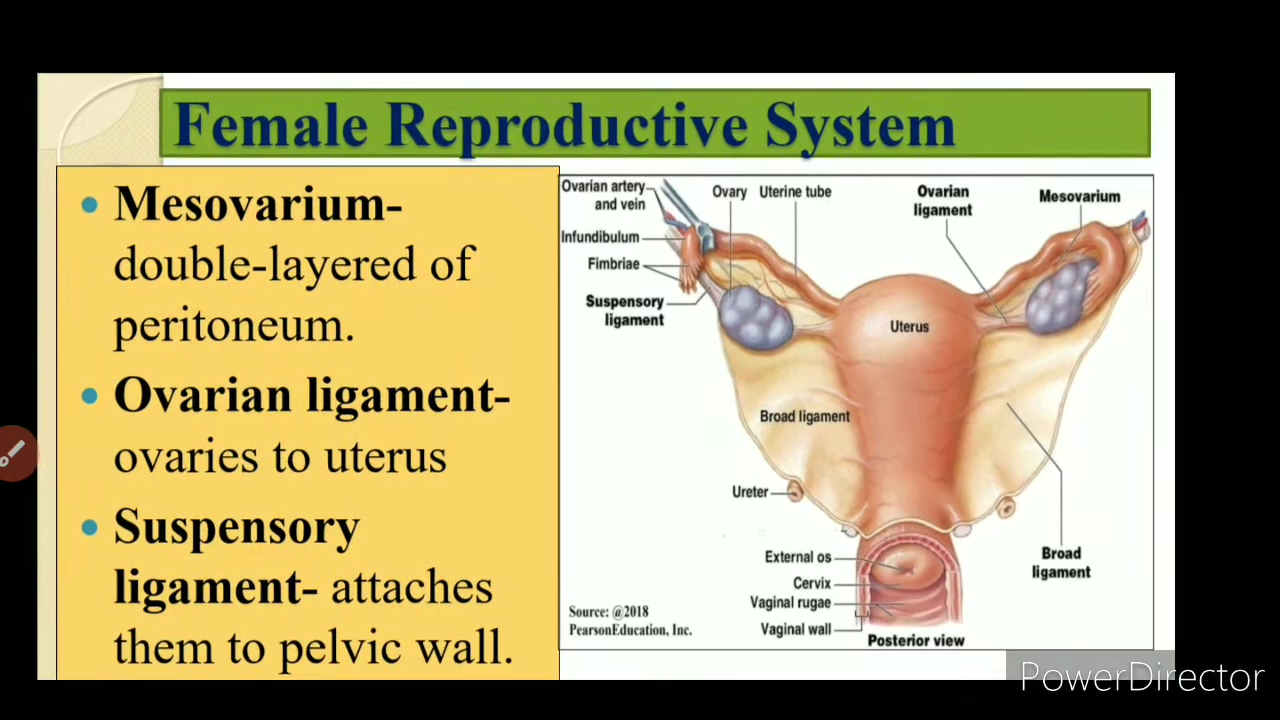 Female Reproductive System
Mesovarium-
double-layered of
peritoneum.
Ovarian ligament-
ovaries to uterus
Suspensory
ligament- attaches
them to pelvic wall.
Ovarian artery
and vein
Infundibulum
Fimbriae
Suspensory
ligament
Ovary
Uterine tube
Ovarian
ligament
Mesovarium
Uterus
Broad ligament
Ureter
External os
Cervix
Vaginal rugae
Vaginal wall
Broad
ligament
Posterior view
Source: @2018
PearsonEducation, Inc.
PowerDirector